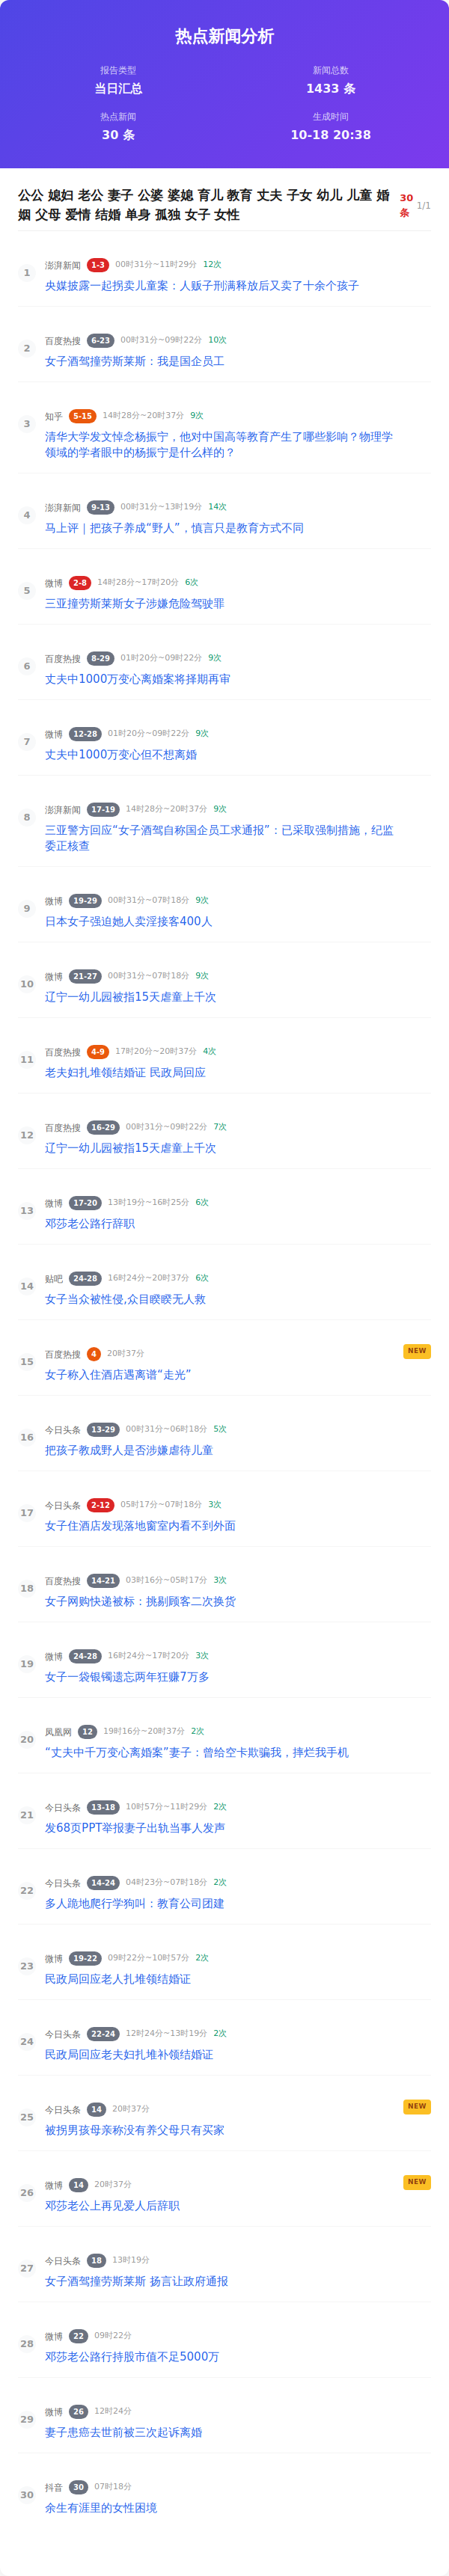 热点新闻分析
报告类型
当日汇总
新闻总数
1433 条
热点新闻
30 条
生成时间
10-18 20:38
公公 媳妇 老公 妻子 公婆 婆媳 育儿 教育 丈夫 子女 幼儿 儿童 婚
姻 父母 爱情 结婚 单身 孤独 女子 女性
30
条
1/1
1
澎湃新闻 1-3 00时31分~11时29分 12次
央媒披露一起拐卖儿童案：人贩子刑满释放后又卖了十余个孩子
2
百度热搜 6-23 00时31分~09时22分 10次
女子酒驾撞劳斯莱斯：我是国企员工
3
知乎 5-15 14时28分~20时37分 9次
清华大学发文悼念杨振宁，他对中国高等教育产生了哪些影响？物理学
领域的学者眼中的杨振宁是什么样的？
4
澎湃新闻 9-13 00时31分~13时19分 14次
马上评｜把孩子养成“野人”，慎言只是教育方式不同
5
微博 2-8 14时28分~17时20分 6次
三亚撞劳斯莱斯女子涉嫌危险驾驶罪
6
百度热搜 8-29 01时20分~09时22分 9次
丈夫中1000万变心离婚案将择期再审
7
微博 12-28 01时20分~09时22分 9次
丈夫中1000万变心但不想离婚
8
澎湃新闻 17-19 14时28分~20时37分 9次
三亚警方回应“女子酒驾自称国企员工求通报”：已采取强制措施，纪监
委正核查
9
微博 19-29 00时31分~07时18分 9次
日本女子强迫她人卖淫接客400人
10
微博 21-27 00时31分~07时18分 9次
辽宁一幼儿园被指15天虐童上千次
11
百度热搜 4-9 17时20分~20时37分 4次
老夫妇扎堆领结婚证 民政局回应
12
百度热搜 16-29 00时31分~09时22分 7次
辽宁一幼儿园被指15天虐童上千次
13
微博 17-20 13时19分~16时25分 6次
邓莎老公路行辞职
14
贴吧 24-28 16时24分~20时37分 6次
女子当众被性侵,众目睽睽无人救
15
百度热搜 4 20时37分
NEW
女子称入住酒店遇离谱“走光”
16
今日头条 13-29 00时31分~06时18分 5次
把孩子教成野人是否涉嫌虐待儿童
17
今日头条 2-12 05时17分~07时18分 3次
女子住酒店发现落地窗室内看不到外面
18
百度热搜 14-21 03时16分~05时17分 3次
女子网购快递被标：挑剔顾客二次换货
19
微博 24-28 16时24分~17时20分 3次
女子一袋银镯遗忘两年狂赚7万多
20
凤凰网 12 19时16分~20时37分 2次
“丈夫中千万变心离婚案”妻子：曾给空卡欺骗我，摔烂我手机
21
今日头条 13-18 10时57分~11时29分 2次
发68页PPT举报妻子出轨当事人发声
22
今日头条 14-24 04时23分~07时18分 2次
多人跪地爬行学狗叫：教育公司团建
23
微博 19-22 09时22分~10时57分 2次
民政局回应老人扎堆领结婚证
24
今日头条 22-24 12时24分~13时19分 2次
民政局回应老夫妇扎堆补领结婚证
25
今日头条 14 20时37分
NEW
被拐男孩母亲称没有养父母只有买家
26
微博 14 20时37分
NEW
邓莎老公上再见爱人后辞职
27
今日头条 18 13时19分
女子酒驾撞劳斯莱斯 扬言让政府通报
28
微博 22 09时22分
邓莎老公路行持股市值不足5000万
29
微博 26 12时24分
妻子患癌去世前被三次起诉离婚
30
抖音 30 07时18分
余生有涯里的女性困境